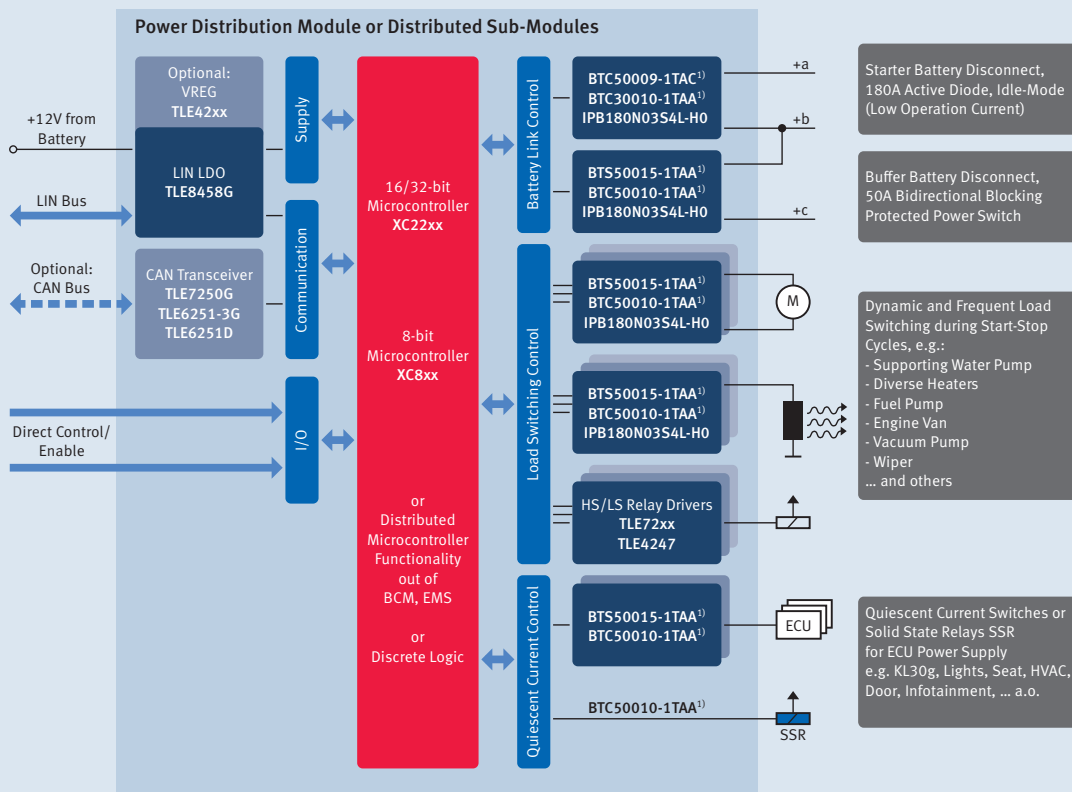 Power Distribution Module or Distributed Sub-Modules
Optional:
VREG
TLE42xx
+12V from
Battery
LIN LDO
TLE8458G
LIN Bus
Optional:
CAN Bus
CAN Transceiver
TLE7250G
TLE6251-3G
TLE6251D
Direct Control/
Enable
Supply
Communication
I/O
16/32-bit
Microcontroller
XC22xx
8-bit
Microcontroller
XC8xx
or
Distributed
Microcontroller
Functionality
out of
BCM, EMS
or
Discrete Logic
Battery Link Control
Load Switching Control
Quiescent Current Control
BTC50009-1TAC¹⁾
BTC30010-1TAA¹⁾
IPB180N03S4L-H0
BTS50015-1TAA¹⁾
BTC50010-1TAA¹⁾
IPB180N03S4L-H0
BTS50015-1TAA¹⁾
BTC50010-1TAA¹⁾
IPB180N03S4L-H0
BTS50015-1TAA¹⁾
BTC50010-1TAA¹⁾
IPB180N03S4L-H0
HS/LS Relay Drivers
TLE72xx
TLE4247
BTS50015-1TAA¹⁾
BTC50010-1TAA¹⁾
BTC50010-1TAA¹⁾
+a
+b
+c
M
ECU
SSR
Starter Battery Disconnect,
180A Active Diode, Idle-Mode
(Low Operation Current)
Buffer Battery Disconnect,
50A Bidirectional Blocking
Protected Power Switch
Dynamic and Frequent Load
Switching during Start-Stop
Cycles, e.g.:
- Supporting Water Pump
- Diverse Heaters
- Fuel Pump
- Engine Van
- Vacuum Pump
- Wiper
... and others
Quiescent Current Switches or
Solid State Relays SSR
for ECU Power Supply
e.g. KL30g, Lights, Seat, HVAC,
Door, Infotainment, ... a.o.